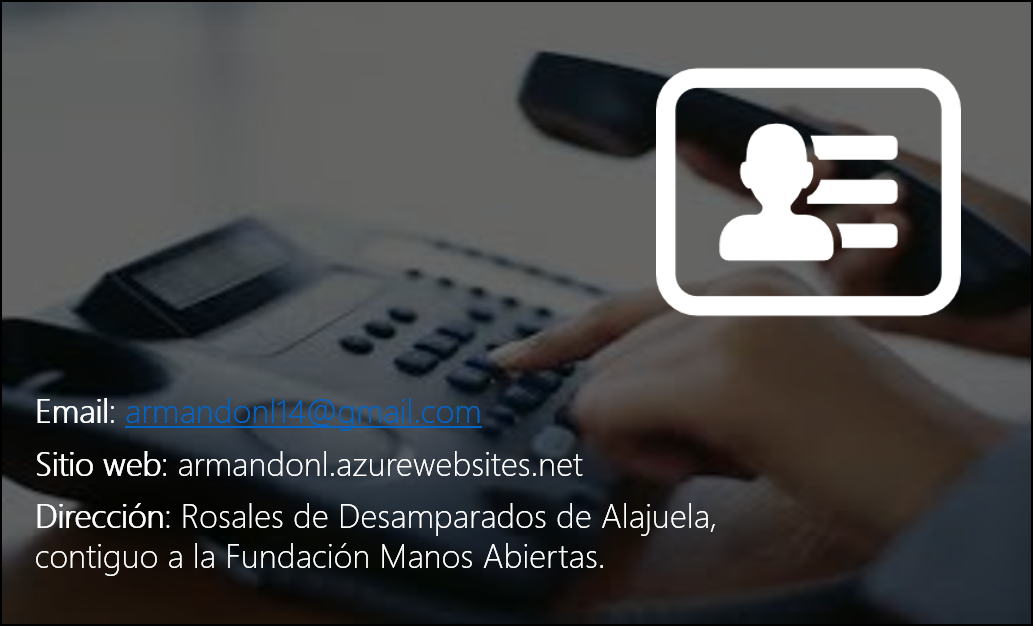 Email: armandonl14@gmail.com
Sitio web: armandonl.azurewebsites.net
Dirección: Rosales de Desamparados de Alajuela,
contiguo a la Fundación Manos Abiertas.